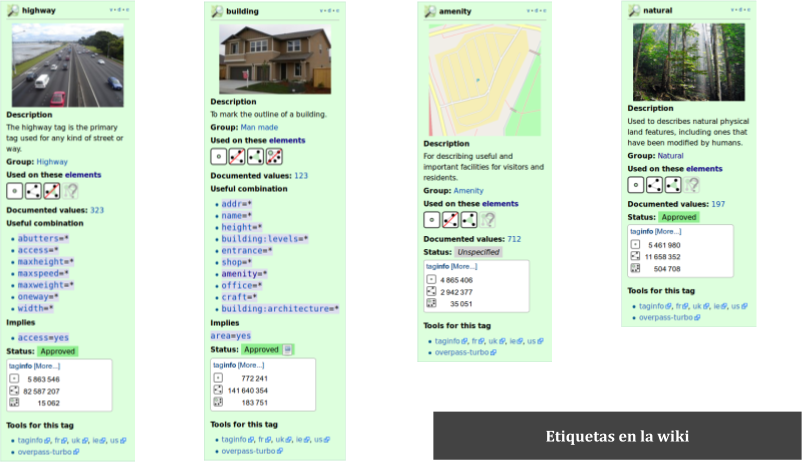 highway
v • d • e
Description
The highway tag is the primary
tag used for any kind of street or
way.
Group: Highway
Used on these elements
Documented values: 323
Useful combination
• abutters=*
• access=*
• maxheight=*
• maxspeed=*
• maxweight=*
• oneway=*
• width=*
Implies
• access=yes
Status: Approved
taginfo [More...]
5 863 546
82 587 207
15 062
Tools for this tag
• taginfo, fr, uk, ie, us
• overpass-turbo
building
v • d • e
Description
To mark the outline of a building.
Group: Man made
Used on these elements
Documented values: 123
Useful combination
• addr=*
• name=*
• height=*
• building:levels=*
• entrance=*
• shop=*
• amenity=*
• office=*
• craft=*
• building:architecture=*
Implies
area=yes
Status: Approved
taginfo [More...]
772 241
141 640 354
183 751
Tools for this tag
• taginfo, fr, uk, ie, us
• overpass-turbo
amenity
v • d • e
Description
For describing useful and
important facilities for visitors and
residents.
Group: Amenity
Used on these elements
Documented values: 712
Status: Unspecified
taginfo [More...]
4 865 406
2 942 377
35 051
Tools for this tag
• taginfo, fr, uk, ie, us
• overpass-turbo
natural
v • d • e
Description
Used to describes natural physical
land features, including ones that
have been modified by humans.
Group: Natural
Used on these elements
Documented values: 197
Status: Approved
taginfo [More...]
5 461 980
11 658 352
504 708
Tools for this tag
• taginfo, fr, uk, ie, us
• overpass-turbo
Etiquetas en la wiki